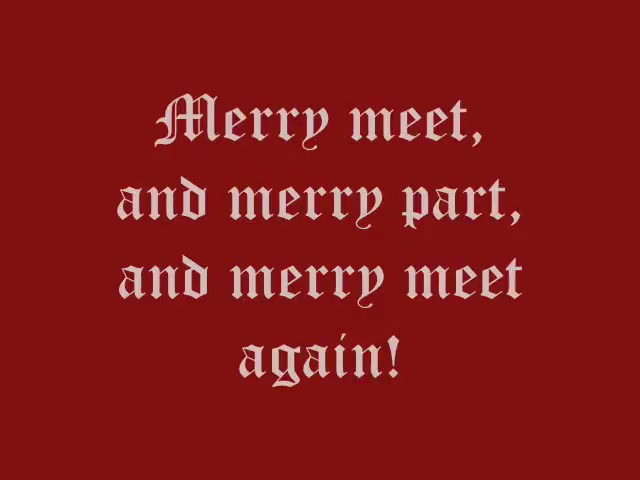 Merry meet,
and merry part,
and merry meet
again!